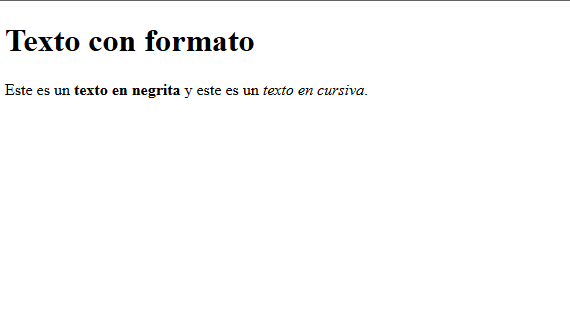 Texto con formato
Este es un texto en negrita y este es un texto en cursiva.